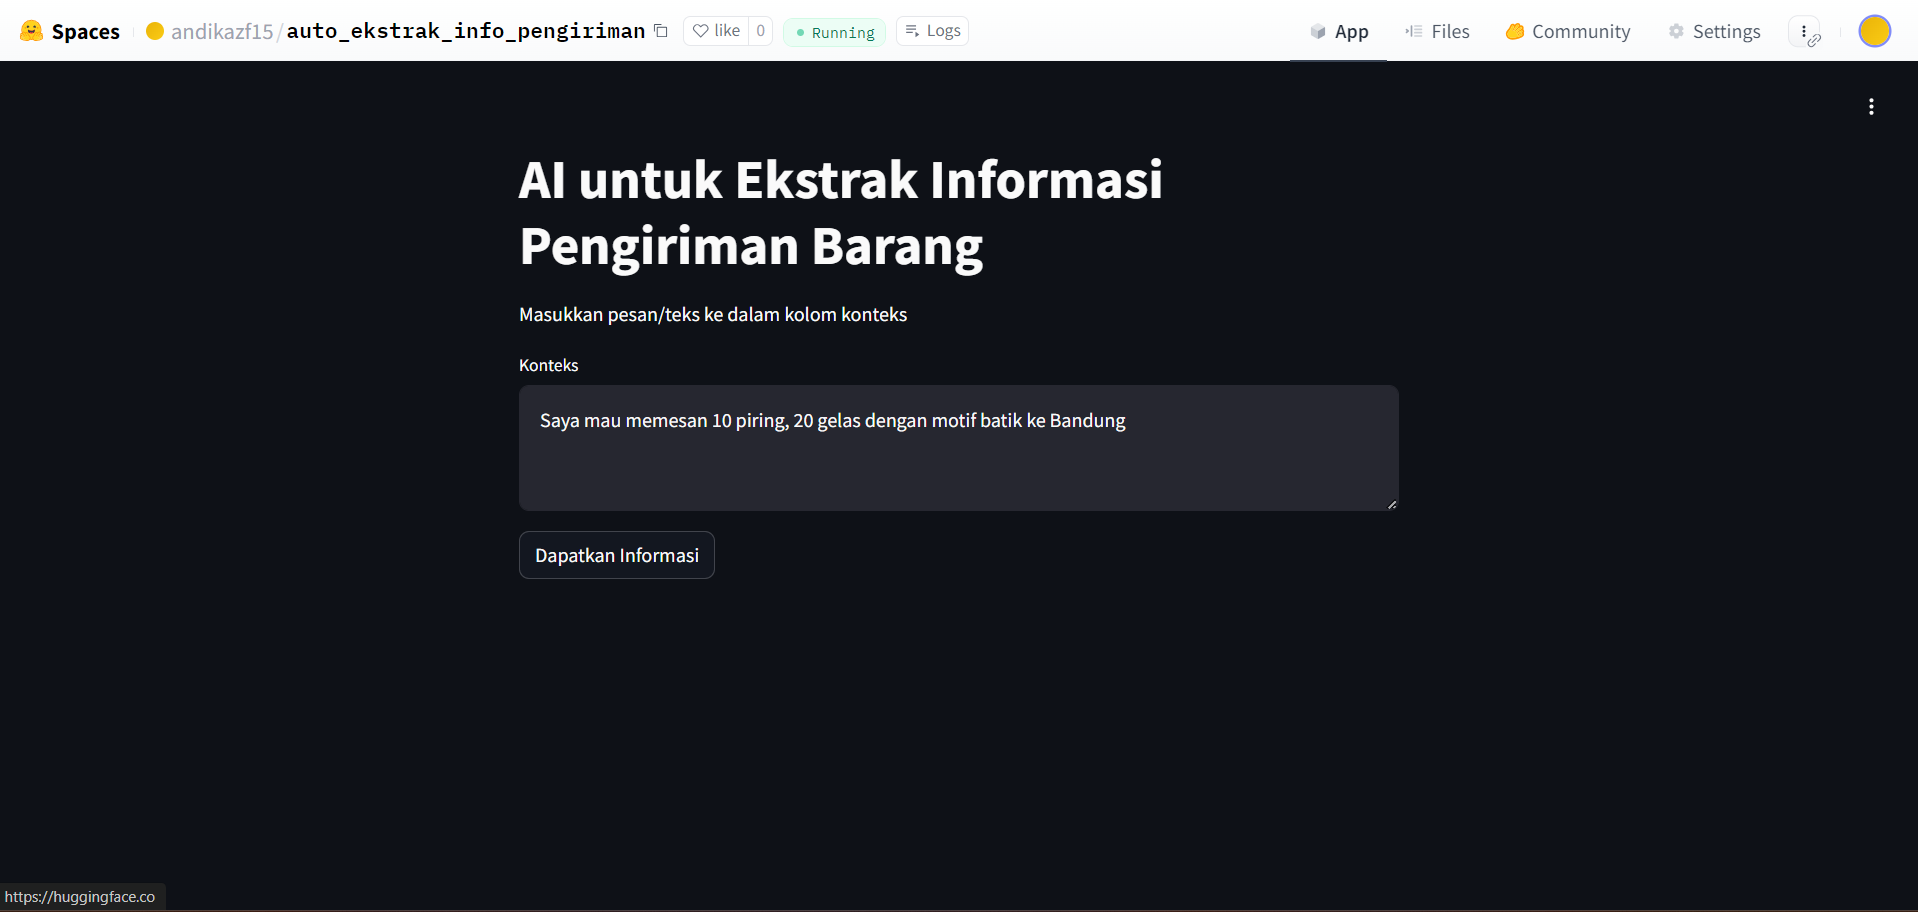 Spaces andikazf15/auto_ekstrak_info_pengiriman like 0 Running Logs App Files Community Settings
AI untuk Ekstrak Informasi
Pengiriman Barang
Masukkan pesan/teks ke dalam kolom konteks
Konteks
Saya mau memesan 10 piring, 20 gelas dengan motif batik ke Bandung
Dapatkan Informasi
https://huggingface.co